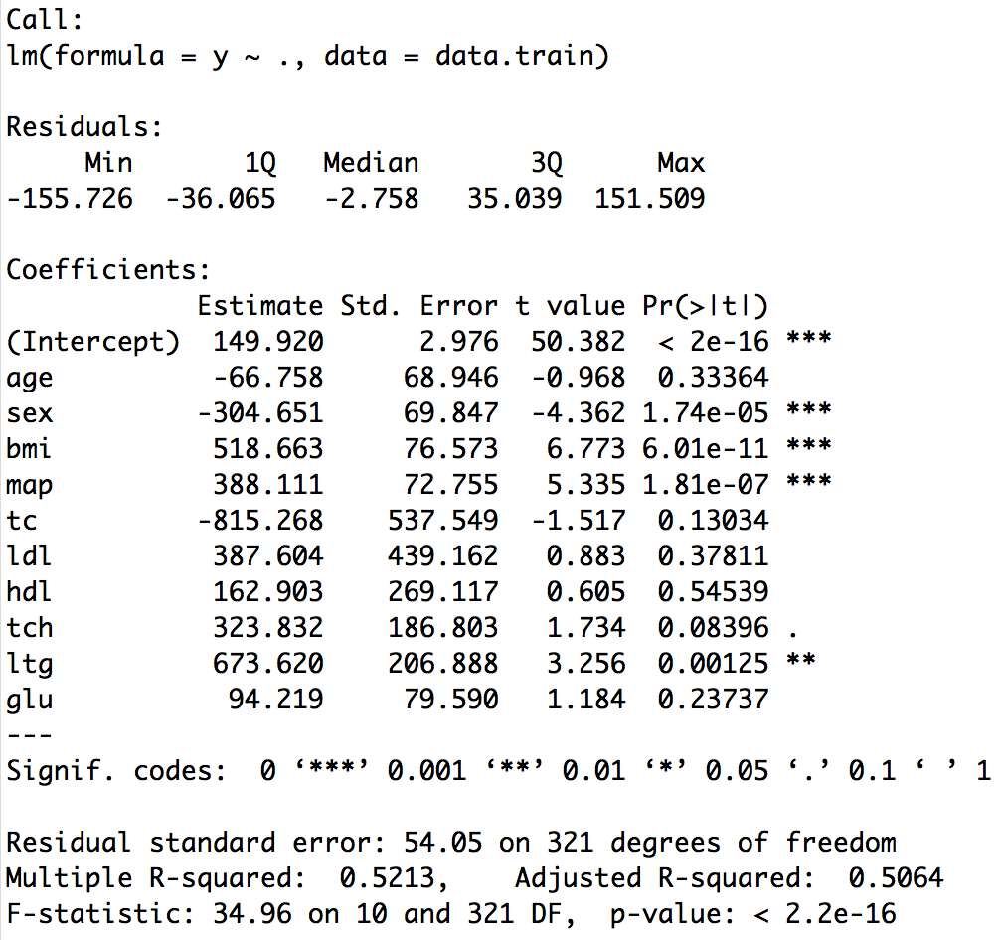 Call:
lm(formula = y ~ ., data = data.train)
Residuals:
     Min       1Q   Median       3Q      Max
-155.726  -36.065   -2.758   35.039  151.509
Coefficients:
            Estimate Std. Error t value Pr(>|t|)
(Intercept)  149.920      2.976  50.382  < 2e-16 ***
age          -66.758     68.946  -0.968  0.33364
sex         -304.651     69.847  -4.362 1.74e-05 ***
bmi          518.663     76.573   6.773 6.01e-11 ***
map          388.111     72.755   5.335 1.81e-07 ***
tc          -815.268    537.549  -1.517  0.13034
ldl          387.604    439.162   0.883  0.37811
hdl          162.903    269.117   0.605  0.54539
tch          323.832    186.803   1.734  0.08396 .
ltg          673.620    206.888   3.256  0.00125 **
glu           94.219     79.590   1.184  0.23737
---
Signif. codes:  0 ‘***’ 0.001 ‘**’ 0.01 ‘*’ 0.05 ‘.’ 0.1 ‘ ’ 1
Residual standard error: 54.05 on 321 degrees of freedom
Multiple R-squared:  0.5213,    Adjusted R-squared:  0.5064
F-statistic: 34.96 on 10 and 321 DF,  p-value: < 2.2e-16